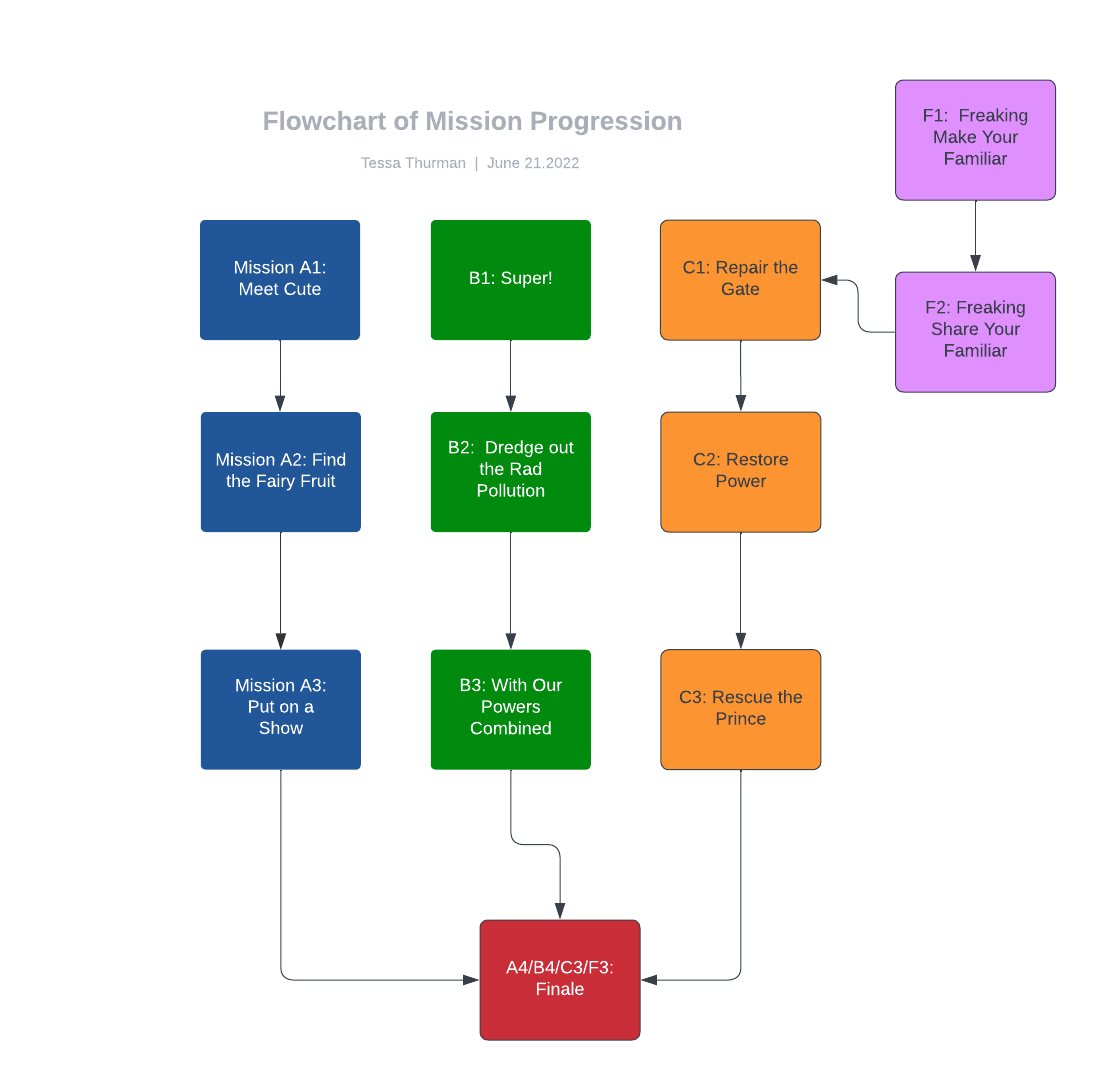 Flowchart of Mission Progression
Tessa Thurman | June 21.2022
F1:  Freaking
Make Your
Familiar
Mission A1:
Meet Cute
B1: Super!
C1: Repair the
Gate
F2: Freaking
Share Your
Familiar
Mission A2: Find
the Fairy Fruit
B2:  Dredge out
the Rad
Pollution
C2: Restore
Power
Mission A3:
Put on a
Show
B3: With Our
Powers
Combined
C3: Rescue the
Prince
A4/B4/C3/F3:
Finale